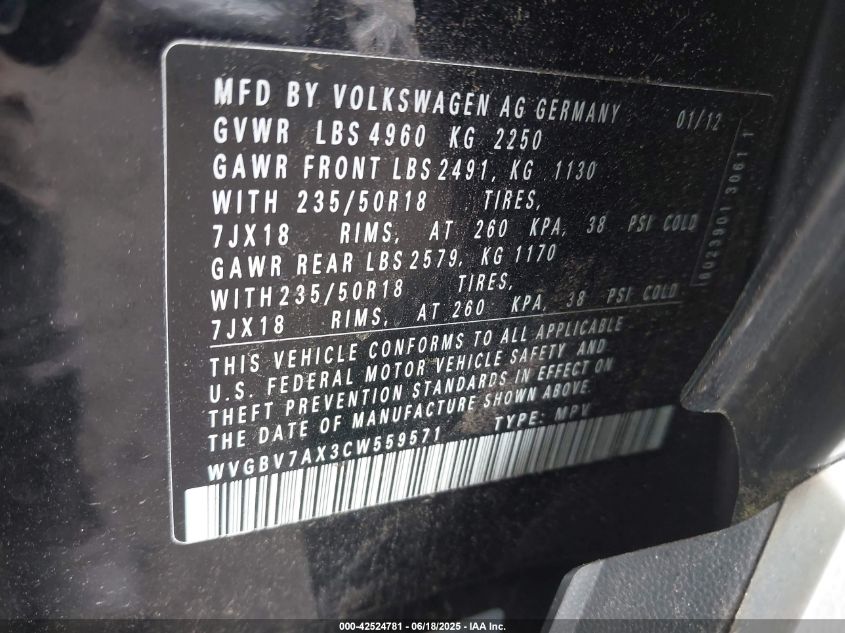 MFD BY VOLKSWAGEN AG GERMANY 01/12
GVWR LBS 4960 KG 2250
GAWR FRONT LBS 2491, KG 1130
WITH 235/50R18 TIRES,
7JX18 RIMS, AT 260 KPA, 38 PSI COLD
GAWR REAR LBS 2579, KG 1170
WITH 235/50R18 TIRES,
7JX18 RIMS, AT 260 KPA, 38 PSI COLD
THIS VEHICLE CONFORMS TO ALL APPLICABLE
U.S. FEDERAL MOTOR VEHICLE SAFETY AND
THEFT PREVENTION STANDARDS IN EFFECT ON
THE DATE OF MANUFACTURE SHOWN ABOVE.
WVGBV7AX3CW559571 TYPE: MPV
000-42524781 - 06/18/2025 - IAA Inc.